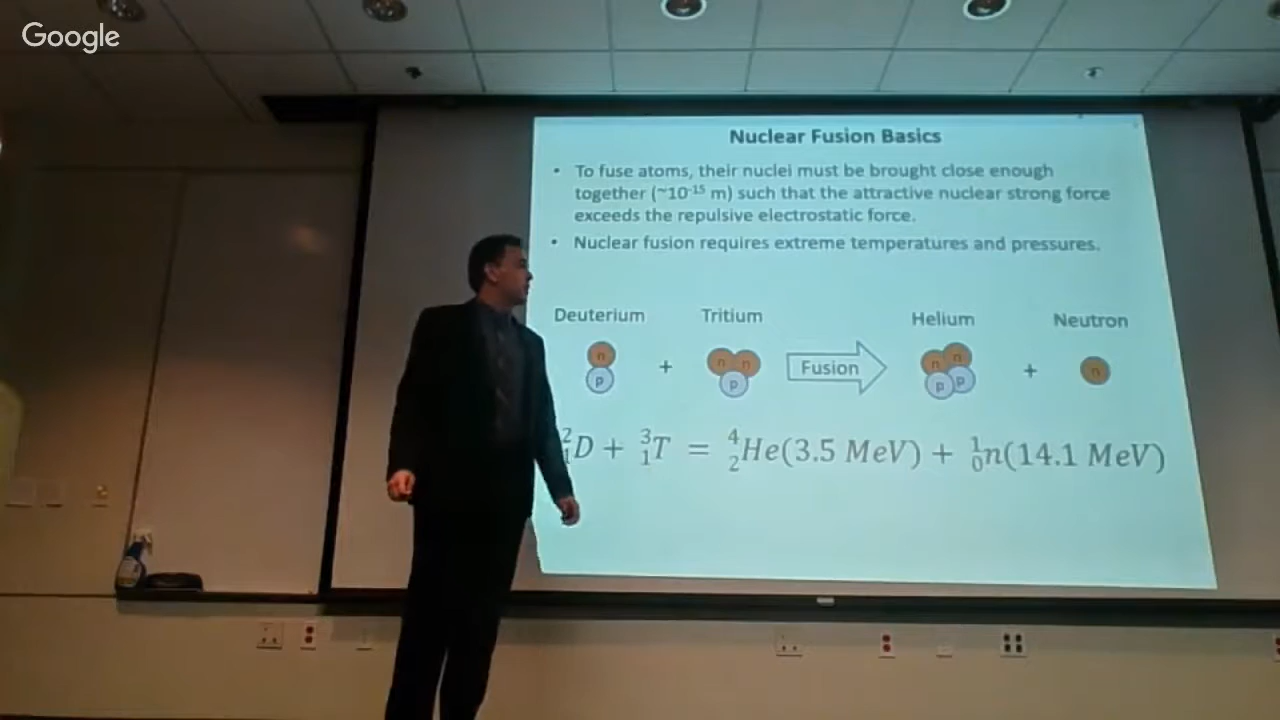 Google
Nuclear Fusion Basics
• To fuse atoms, their nuclei must be brought close enough
together (~10⁻¹⁵ m) such that the attractive nuclear strong force
exceeds the repulsive electrostatic force.
• Nuclear fusion requires extreme temperatures and pressures.
Deuterium Tritium Helium Neutron
n n n n n n
p + p Fusion p p +
²₁D + ³₁T = ⁴₂He(3.5 MeV) + ¹₀n(14.1 MeV)